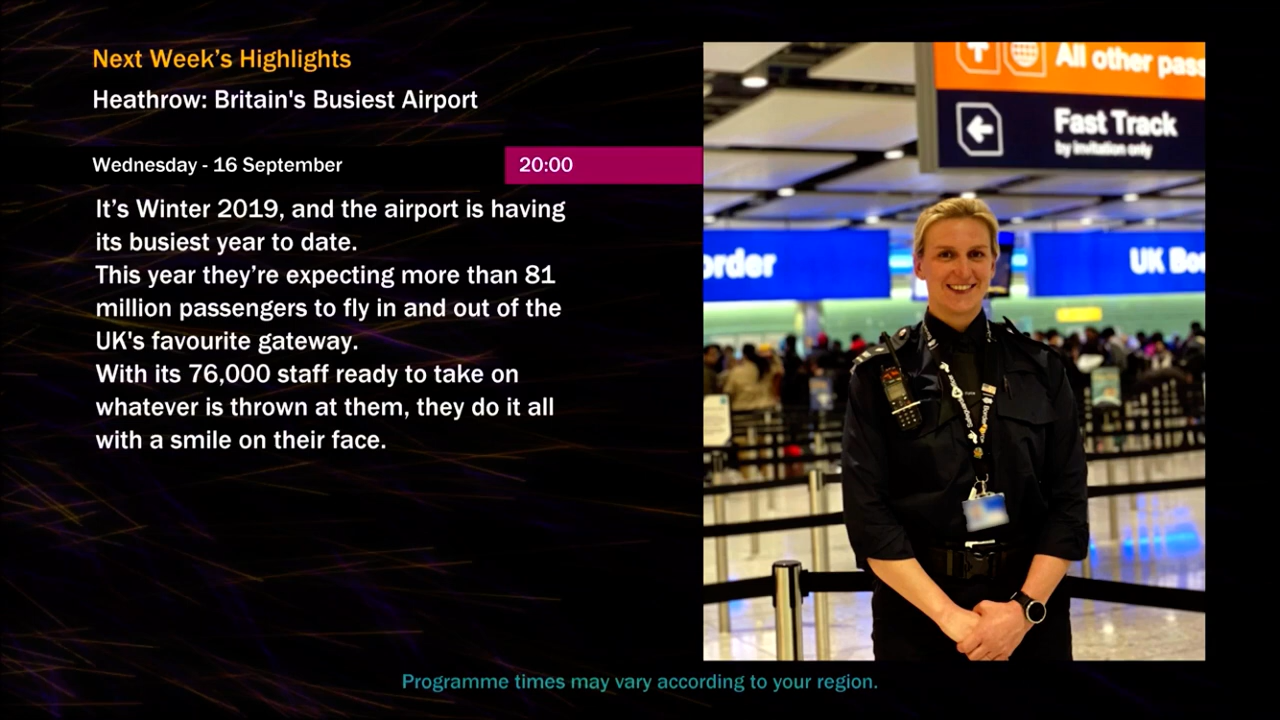 Next Week’s Highlights
Heathrow: Britain's Busiest Airport
Wednesday - 16 September
20:00
It’s Winter 2019, and the airport is having
its busiest year to date.
This year they’re expecting more than 81
million passengers to fly in and out of the
UK's favourite gateway.
With its 76,000 staff ready to take on
whatever is thrown at them, they do it all
with a smile on their face.
All other pass
Fast Track
by invitation only
order
UK Bor
Programme times may vary according to your region.